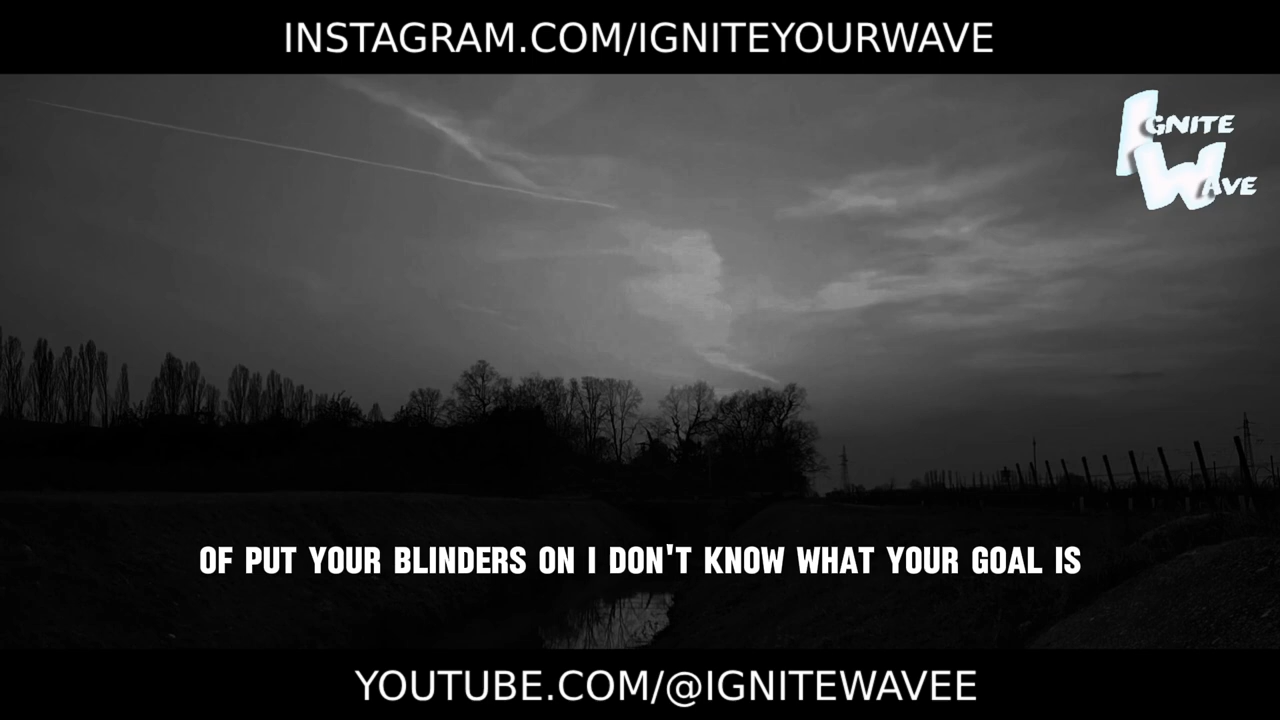 INSTAGRAM.COM/IGNITEYOURWAVE
IGNITE
WAVE
OF PUT YOUR BLINDERS ON I DON'T KNOW WHAT YOUR GOAL IS
YOUTUBE.COM/@IGNITEWAVEE